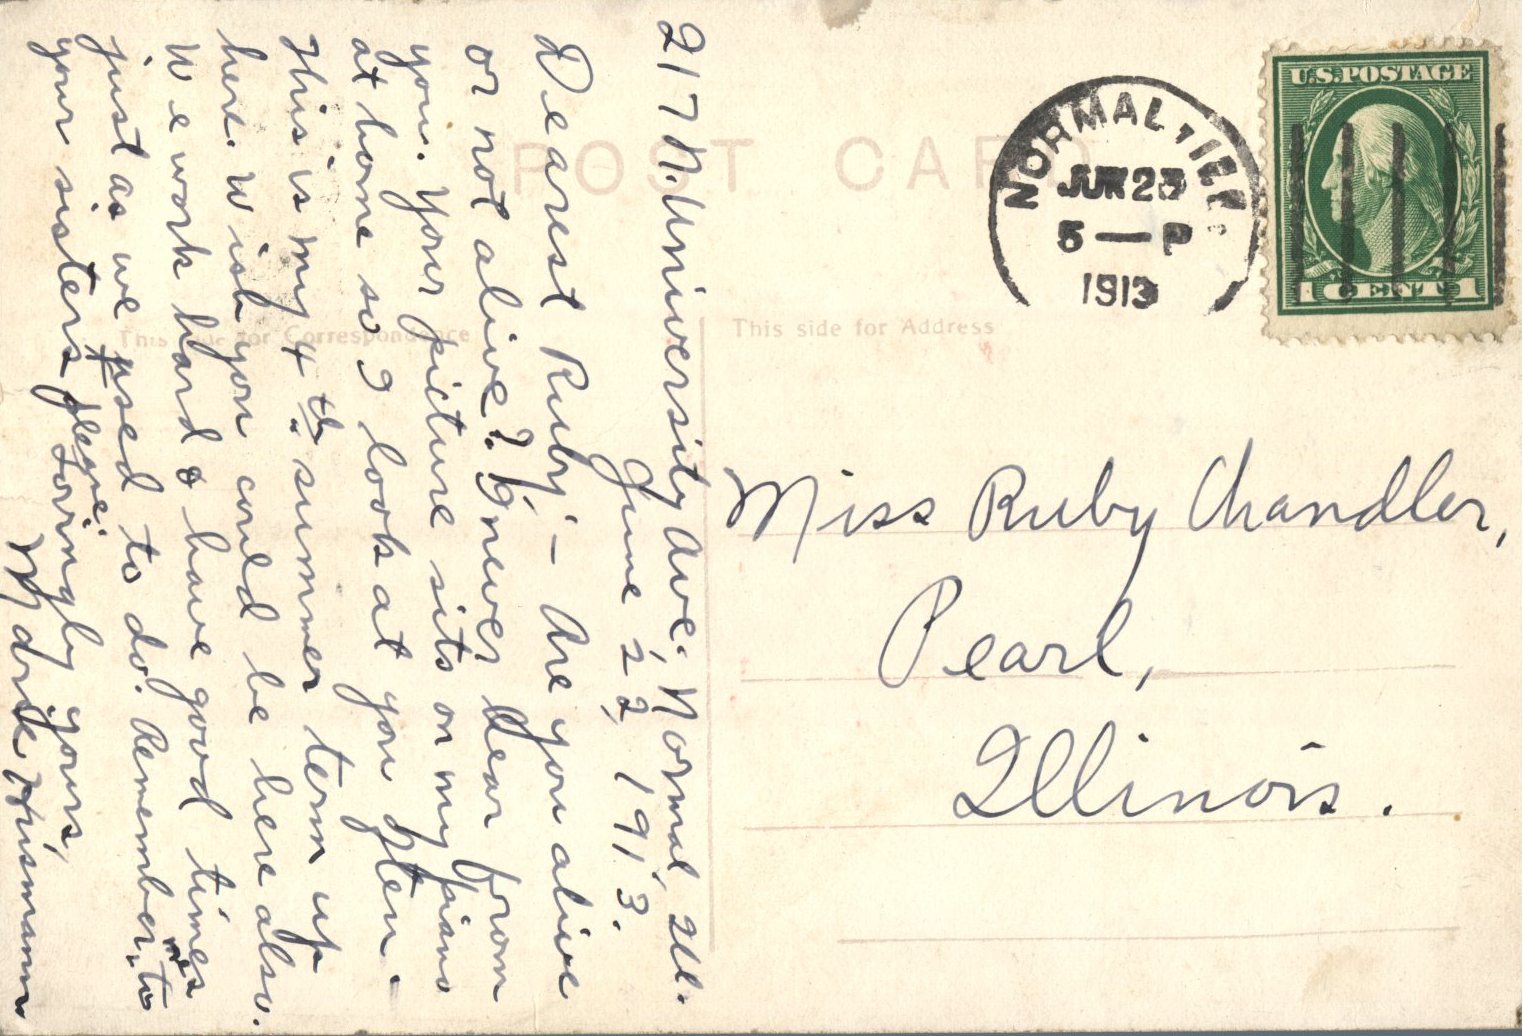 POST CARD
This side for Correspondence
This side for Address
NORMAL, ILL.
JUN 23
5 — P
1913
U.S. POSTAGE
1 CENT 1
217 N. University Ave., Normal, Ill.
June 22, 1913.
Dearest Ruby; — Are you alive
or not alive? I never hear from
you. Your picture sits on my piano
at home so I look at you often.
This is my 4th. summer term up
here. Wish you could be here also.
We work hard & have good times
just as we used to do. Remember me to
your sisters please.
Lovingly yours,
Miss Ruby Chandler,
Pearl,
Illinois.